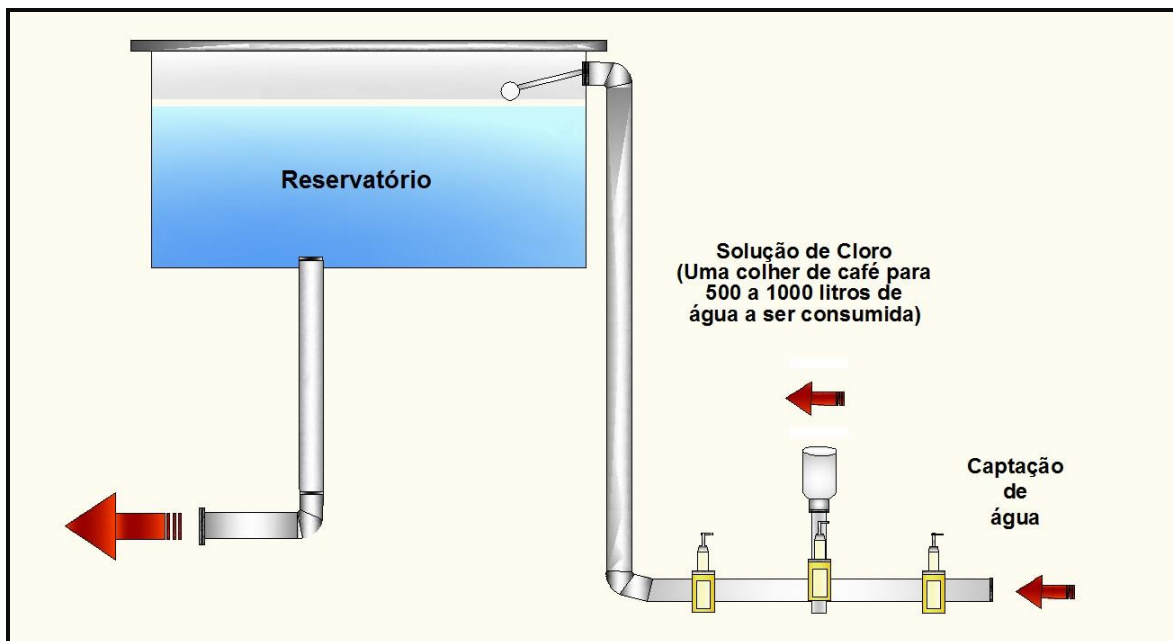 Reservatório
Solução de Cloro
(Uma colher de café para
500 a 1000 litros de
água a ser consumida)
Captação
de
água